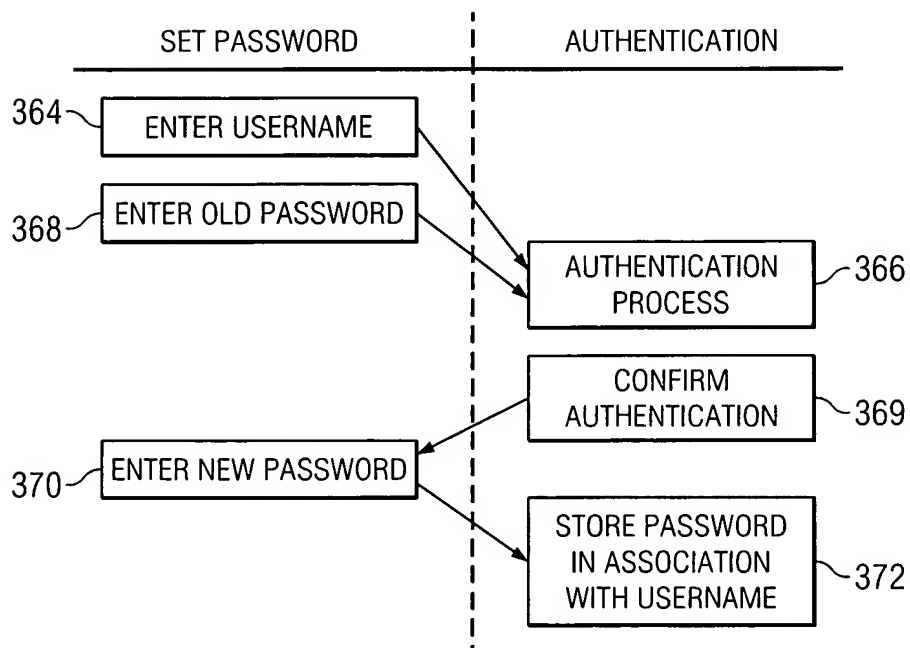 SET PASSWORD
AUTHENTICATION
364
ENTER USERNAME
368
ENTER OLD PASSWORD
AUTHENTICATION
PROCESS
366
CONFIRM
AUTHENTICATION
369
370
ENTER NEW PASSWORD
STORE PASSWORD
IN ASSOCIATION
WITH USERNAME
372